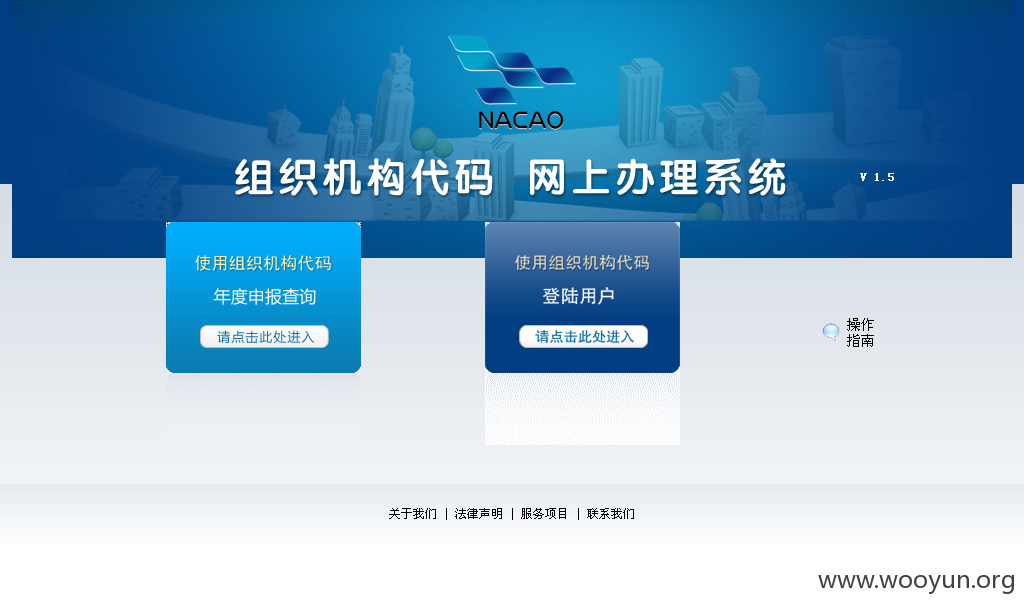 NACAO
组织机构代码 网上办理系统
V 1.5
使用组织机构代码
年度申报查询
请点击此处进入
使用组织机构代码
登陆用户
请点击此处进入
操作
指南
关于我们 | 法律声明 | 服务项目 | 联系我们
www.wooyun.org